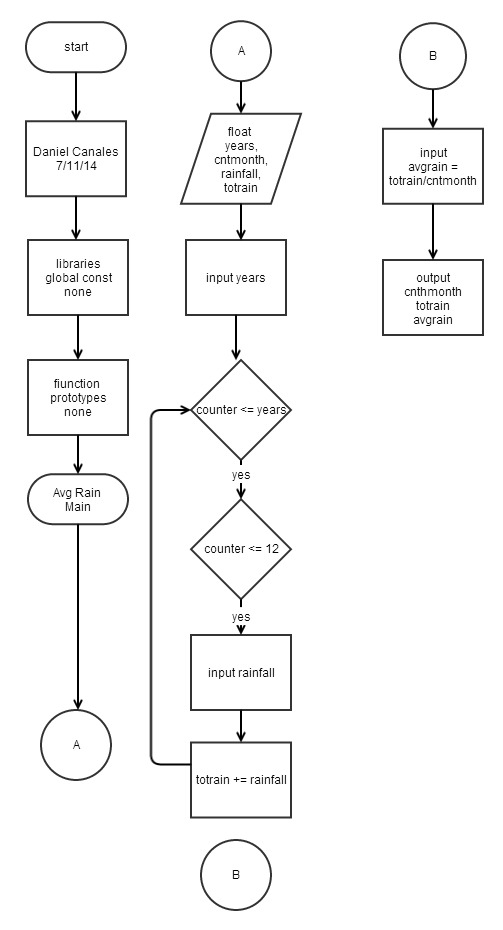 start
Daniel Canales
7/11/14
libraries
global const
none
fiunction
prototypes
none
Avg Rain
Main
A
A
float
years,
cntmonth,
rainfall,
totrain
input years
counter <= years
yes
counter <= 12
yes
input rainfall
totrain += rainfall
B
B
input
avgrain =
totrain/cntmonth
output
cnthmonth
totrain
avgrain